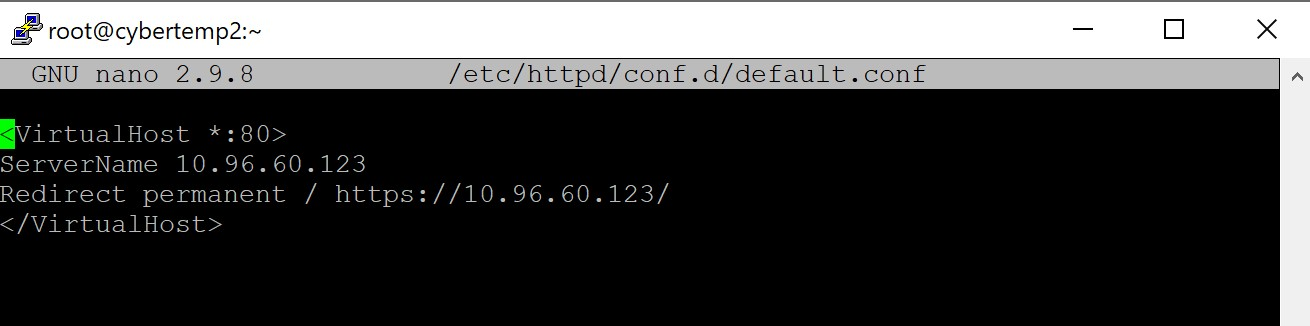 root@cybertemp2:~
GNU nano 2.9.8 /etc/httpd/conf.d/default.conf
<VirtualHost *:80>
ServerName 10.96.60.123
Redirect permanent / https://10.96.60.123/
</VirtualHost>